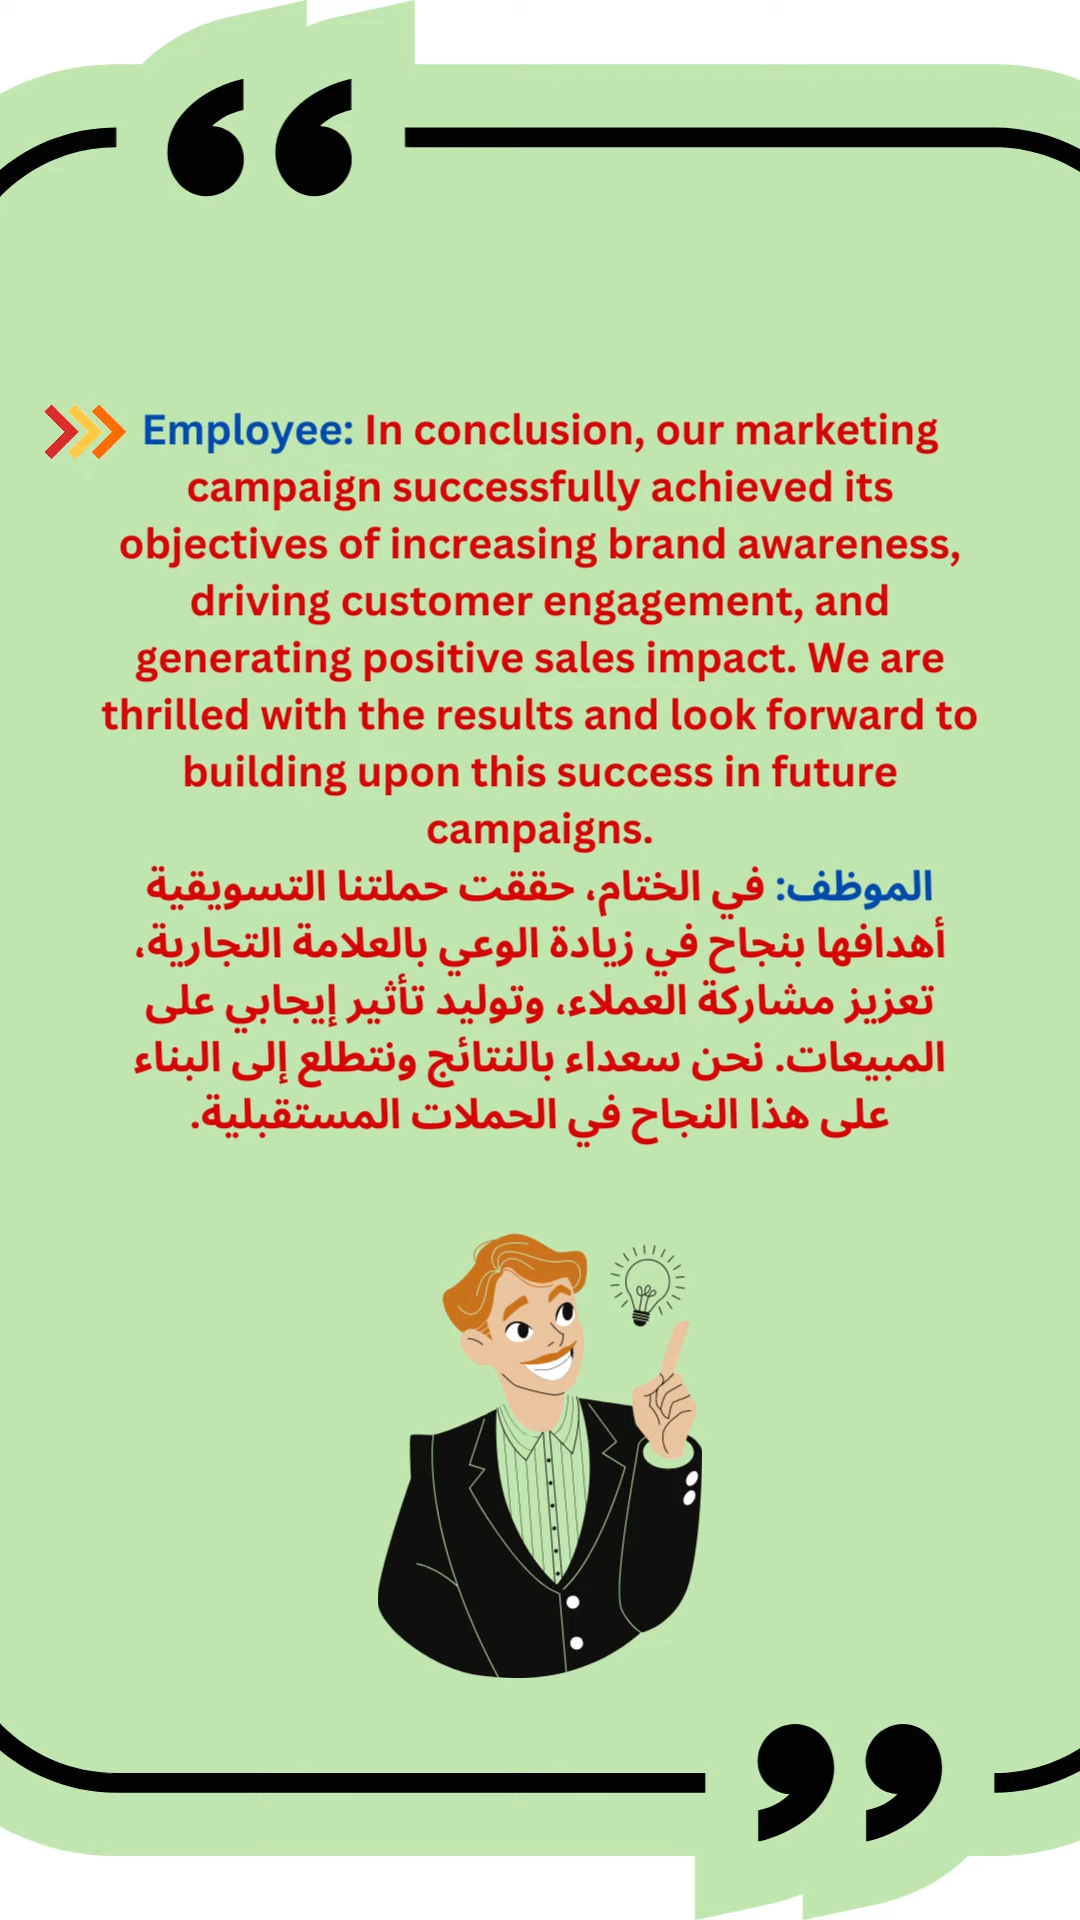 Employee: In conclusion, our marketing
campaign successfully achieved its
objectives of increasing brand awareness,
driving customer engagement, and
generating positive sales impact. We are
thrilled with the results and look forward to
building upon this success in future
campaigns.
الموظف: في الختام، حققت حملتنا التسويقية
أهدافها بنجاح في زيادة الوعي بالعلامة التجارية،
تعزيز مشاركة العملاء، وتوليد تأثير إيجابي على
المبيعات. نحن سعداء بالنتائج ونتطلع إلى البناء
على هذا النجاح في الحملات المستقبلية.